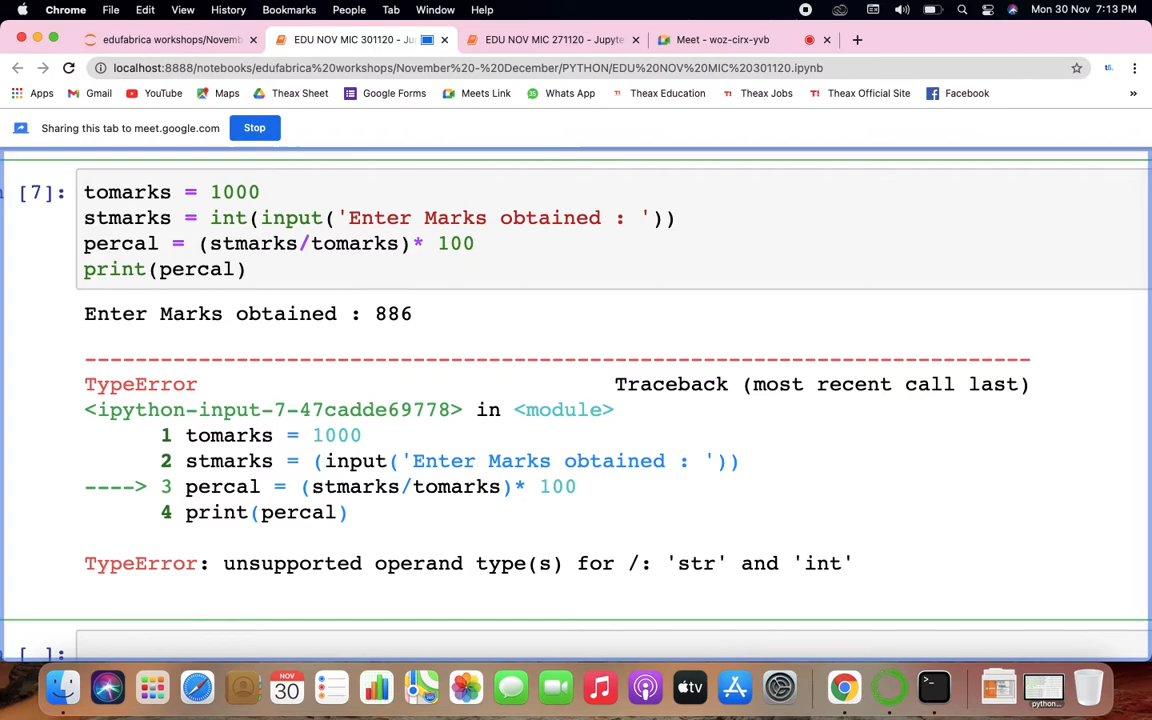 Chrome File Edit View History Bookmarks People Tab Window Help Mon 30 Nov 7:13 PM
edufabrica workshops/Novemb EDU NOV MIC 301120 - Ju EDU NOV MIC 271120 - Jupyte Meet - woz-cirx-yvb
localhost:8888/notebooks/edufabrica%20workshops/November%20-%20December/PYTHON/EDU%20NOV%20MIC%20301120.ipynb
Apps Gmail YouTube Maps Theax Sheet Google Forms Meets Link Whats App Theax Education Theax Jobs Theax Official Site Facebook »
Sharing this tab to meet.google.com Stop
[7]: tomarks = 1000
stmarks = int(input('Enter Marks obtained : '))
percal = (stmarks/tomarks)* 100
print(percal)
Enter Marks obtained : 886
---------------------------------------------------------------------------
TypeError Traceback (most recent call last)
<ipython-input-7-47cadde69778> in <module>
1 tomarks = 1000
2 stmarks = (input('Enter Marks obtained : '))
----> 3 percal = (stmarks/tomarks)* 100
4 print(percal)
TypeError: unsupported operand type(s) for /: 'str' and 'int'
[ ]:
NOV
30
tv
python...